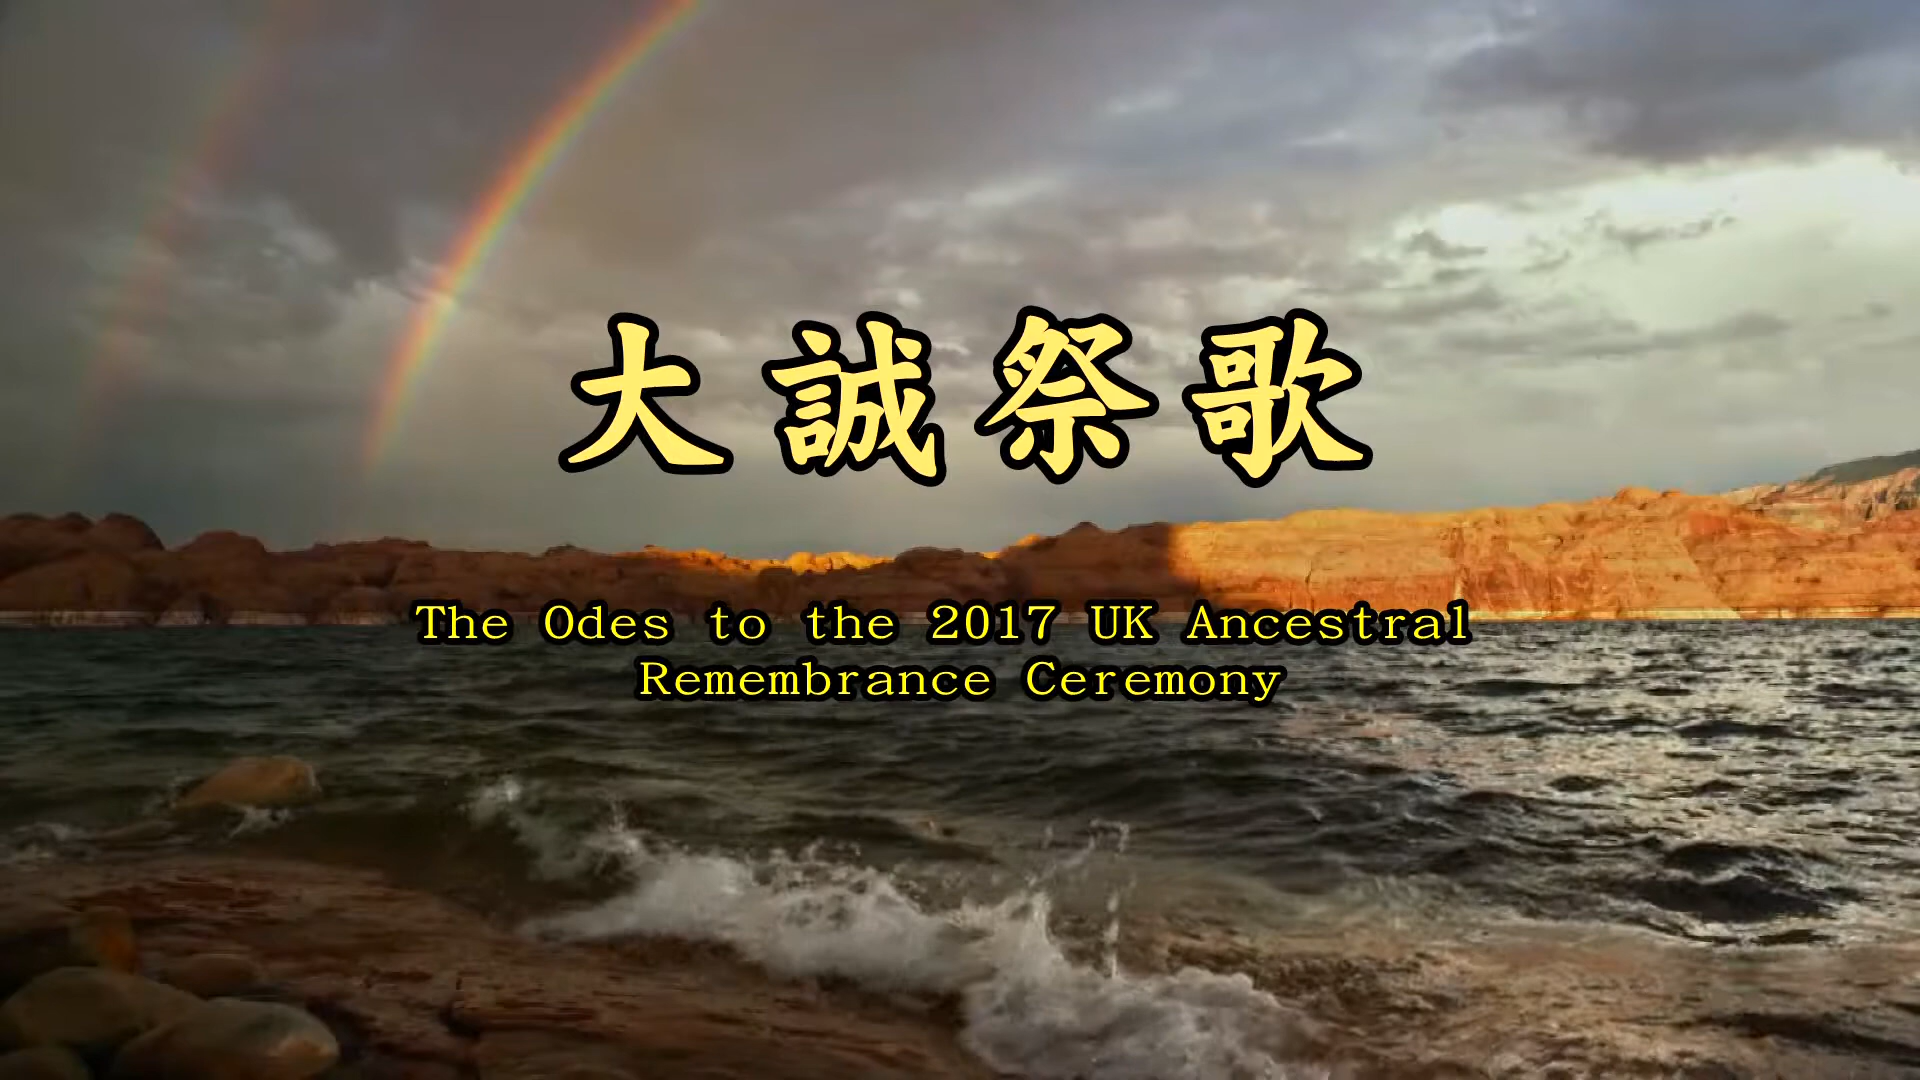 大誠祭歌
The Odes to the 2017 UK Ancestral
Remembrance Ceremony